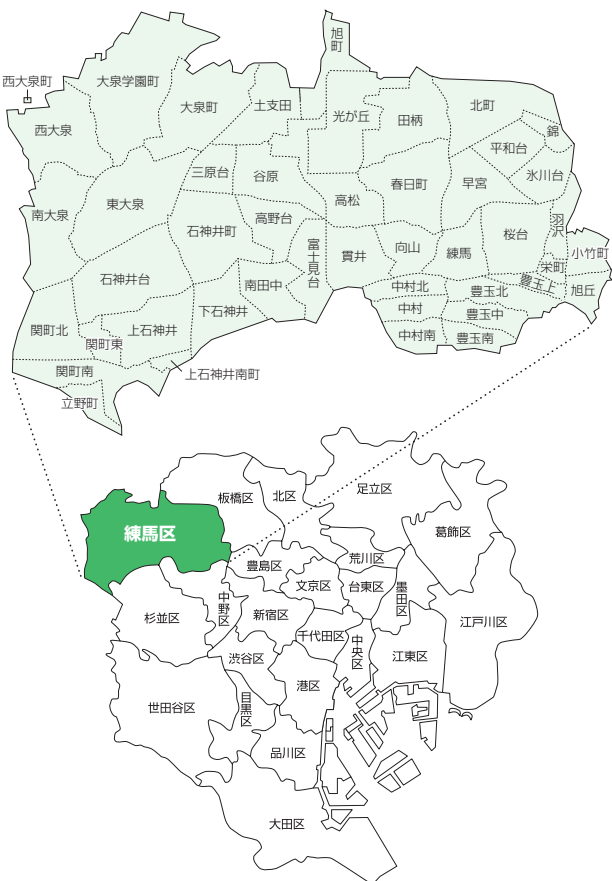 旭町
西大泉町
大泉学園町
大泉町
土支田
光が丘
田柄
北町
西大泉
錦
平和台
三原台
谷原
氷川台
春日町
早宮
南大泉
東大泉
高松
高野台
羽沢
石神井町
桜台
富士見台
貫井
向山
練馬
小竹町
栄町
石神井台
南田中
中村北
豊玉上
豊玉北
旭丘
下石神井
中村
豊玉中
関町北
上石神井
関町東
中村南
豊玉南
関町南
上石神井南町
立野町
足立区
板橋区
北区
練馬区
葛飾区
荒川区
豊島区
文京区
台東区
墨田区
中野区
杉並区
新宿区
江戸川区
千代田区
中央区
渋谷区
江東区
港区
目黒区
世田谷区
品川区
大田区